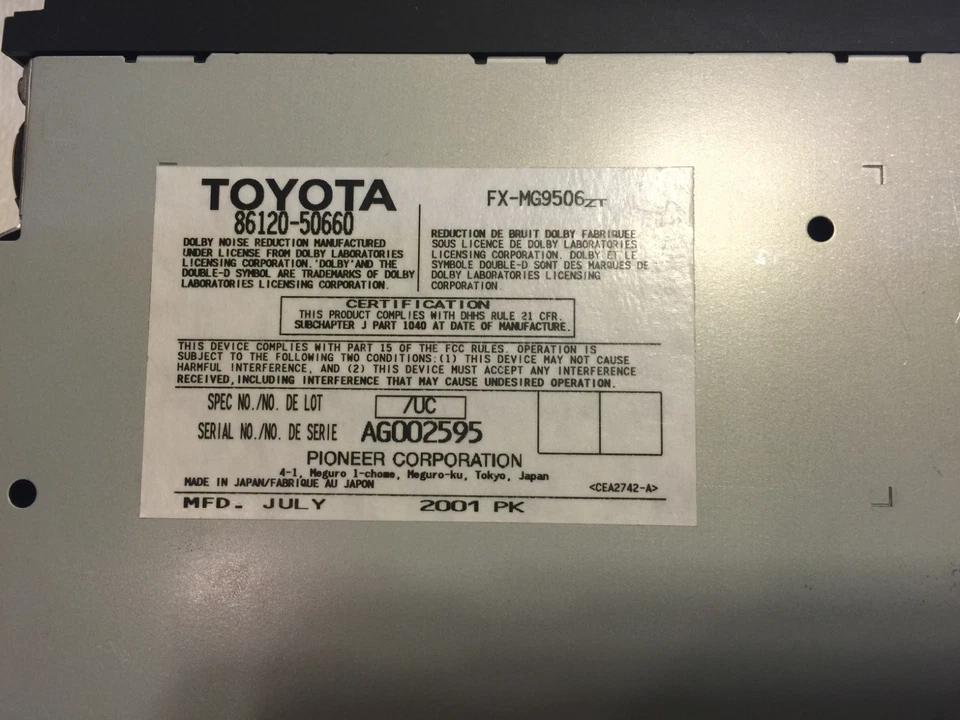 TOYOTA
86120-50660
DOLBY NOISE REDUCTION MANUFACTURED
UNDER LICENSE FROM DOLBY LABORATORIES
LICENSING CORPORATION.'DOLBY'AND THE
DOUBLE-D SYMBOL ARE TRADEMARKS OF DOLBY
LABORATORIES LICENSING CORPORATION.
FX-MG9506ZT
REDUCTION DE BRUIT DOLBY FABRIQUEE
SOUS LICENCE DE DOLBY LABORATORIES
LICENSING CORPORATION. DOLBY ET LE
SYMBOLE DOUBLE-D SONT DES MARQUES DE
DOLBY LABORATORIES LICENSING
CORPORATION.
CERTIFICATION
THIS PRODUCT COMPLIES WITH DHHS RULE 21 CFR.
SUBCHAPTER J PART 1040 AT DATE OF MANUFACTURE.
THIS DEVICE COMPLIES WITH PART 15 OF THE FCC RULES. OPERATION IS
SUBJECT TO THE FOLLOWING TWO CONDITIONS:(1) THIS DEVICE MAY NOT CAUSE
HARMFUL INTERFERENCE, AND (2) THIS DEVICE MUST ACCEPT ANY INTERFERENCE
RECEIVED,INCLUDING INTERFERENCE THAT MAY CAUSE UNDESIRED OPERATION.
SPEC NO./NO. DE LOT /UC
SERIAL NO./NO. DE SERIE AG002595
PIONEER CORPORATION
4-1, Meguro 1-chome, Meguro-ku, Tokyo, Japan
MADE IN JAPAN/FABRIQUE AU JAPON <CEA2742-A>
MFD. JULY 2001 PK